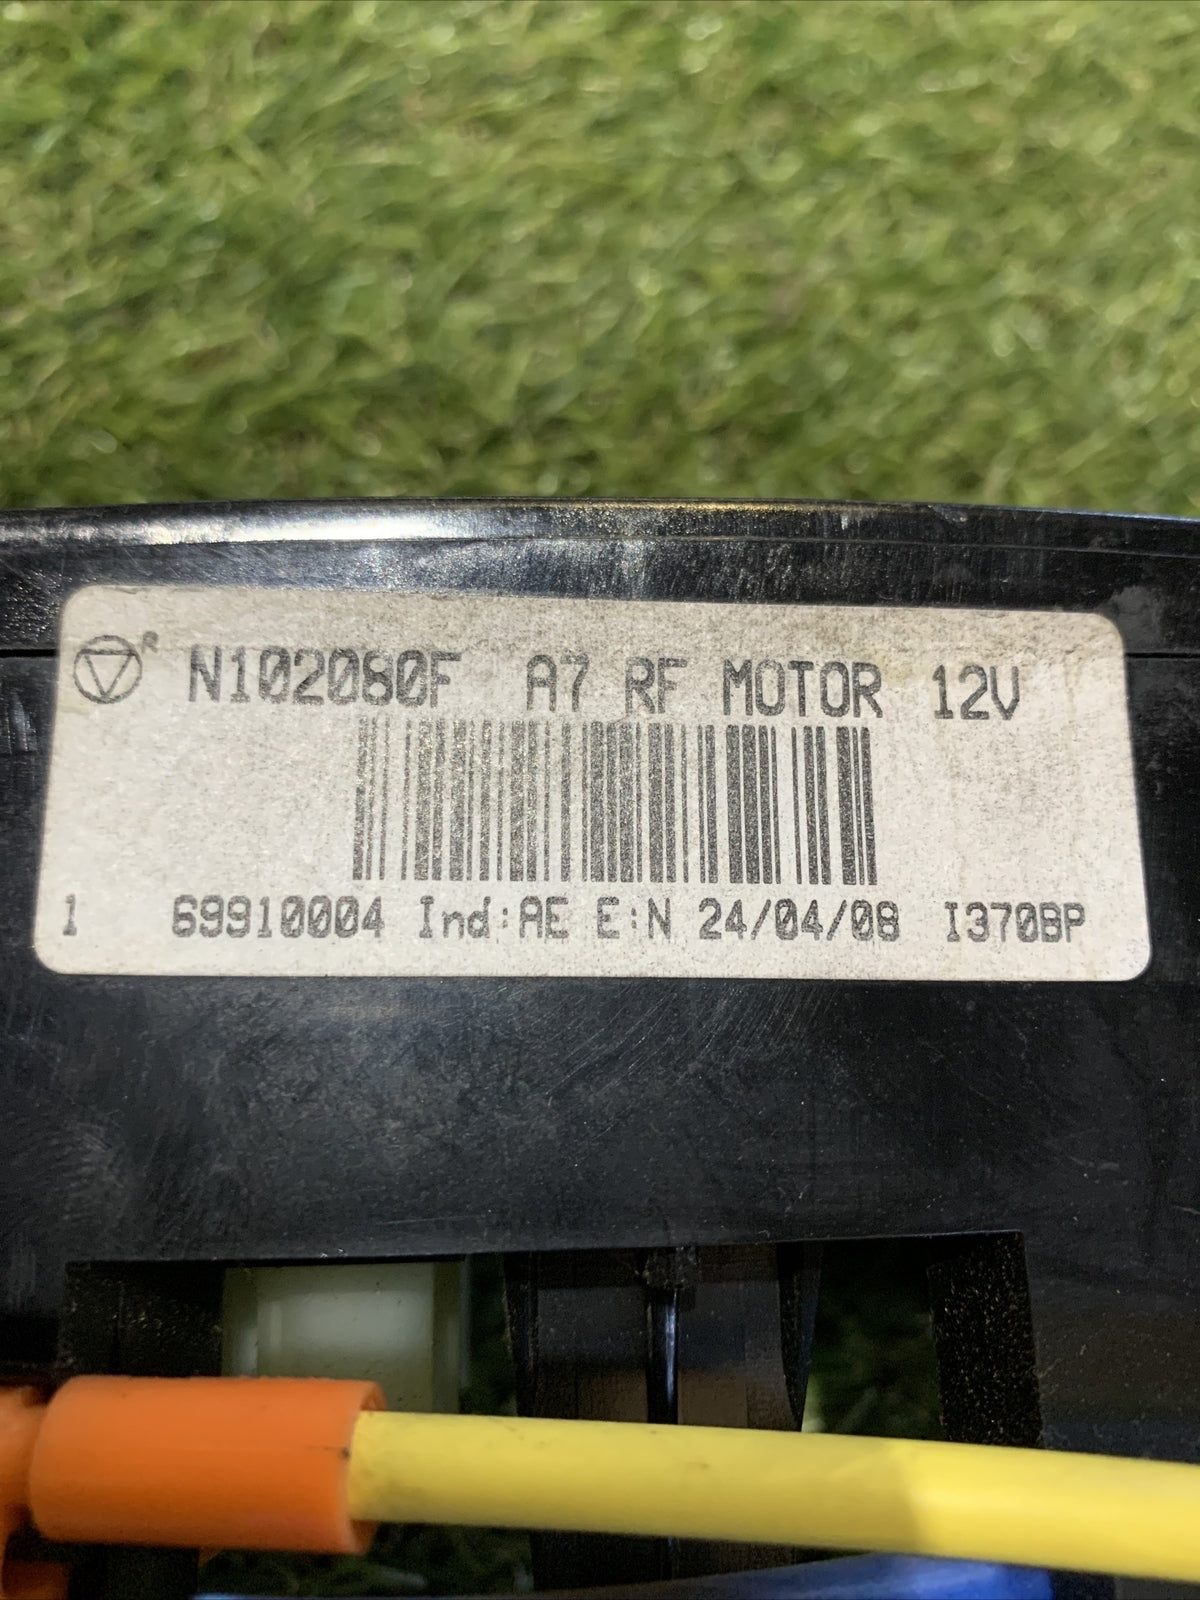 R N102080F A7 RF MOTOR 12V
1 69910004 Ind:AE E:N 24/04/08 I370BP